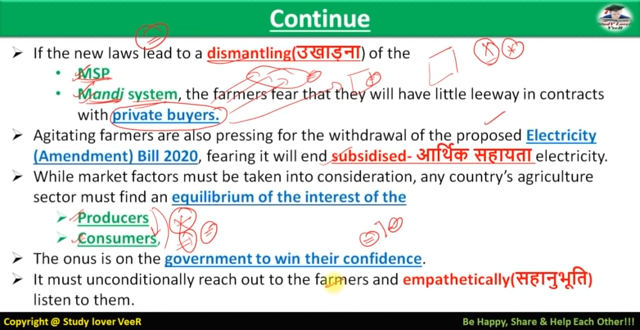 Continue
➢ If the new laws lead to a dismantling(उखाड़ना) of the
• MSP
• Mandi system, the farmers fear that they will have little leeway in contracts
with private buyers.
➢ Agitating farmers are also pressing for the withdrawal of the proposed Electricity
(Amendment) Bill 2020, fearing it will end subsidised- आर्थिक सहायता electricity.
➢ While market factors must be taken into consideration, any country's agriculture
sector must find an equilibrium of the interest of the
➢ Producers
➢ Consumers,
➢ The onus is on the government to win their confidence.
➢ It must unconditionally reach out to the farmers and empathetically(सहानुभूति)
listen to them.
Copyright @ Study lover VeeR
Be Happy, Share & Help Each Other!!!